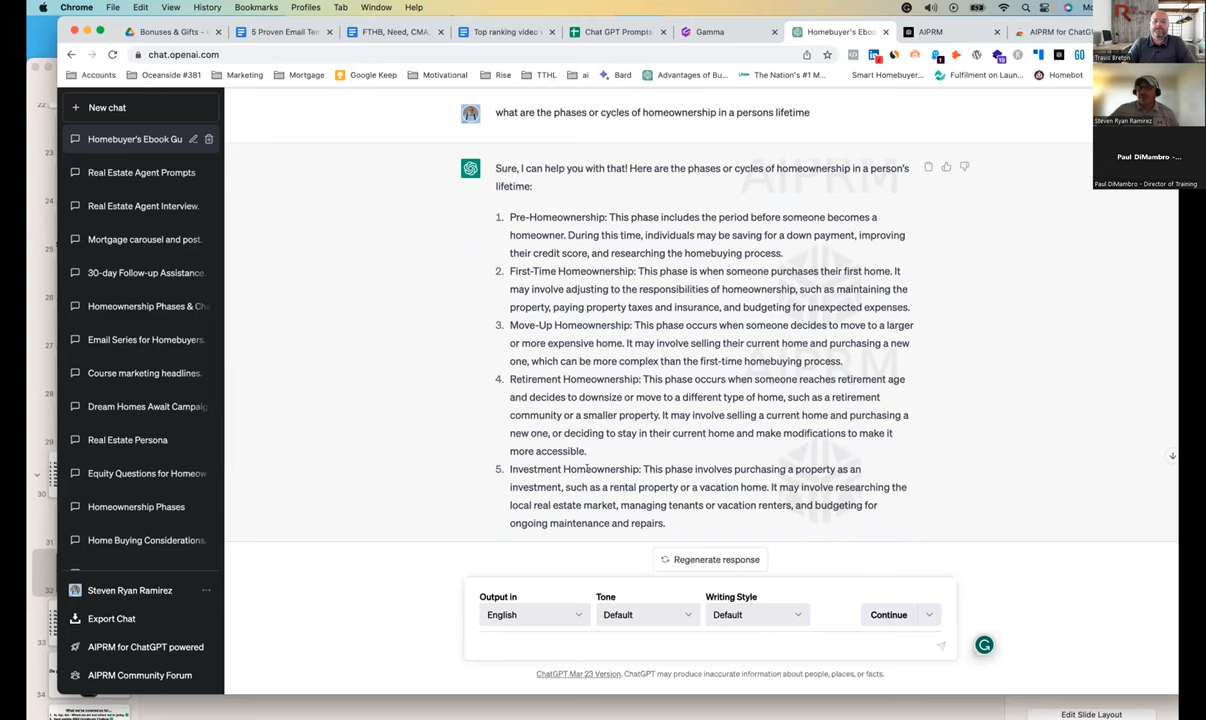 Chrome File Edit View History Bookmarks Profiles Tab Window Help
Bonuses & Gifts - 
5 Proven Email Ten
FTHB, Need, CMA,
Top ranking video
Chat GPT Prompts
Gamma
Homebuyer's Eboo
AIPRM
AIPRM for ChatG
chat.openai.com
Accounts
Oceanside #381
Marketing
Mortgage
Google Keep
Motivational
Rise
TTHL
ai
Bard
Advantages of Bu...
The Nation's #1 M...
Smart Homebuyer...
Fulfilment on Laun...
Homebot
Travis Breton
Steven Ryan Ramirez
Paul DiMambro -...
Paul DiMambro - Director of Training
New chat
Homebuyer's Ebook Gu
Real Estate Agent Prompts
Real Estate Agent Interview.
Mortgage carousel and post.
30-day Follow-up Assistance.
Homeownership Phases & Cha
Email Series for Homebuyers.
Course marketing headlines.
Dream Homes Await Campaig
Real Estate Persona
Equity Questions for Homeow
Homeownership Phases
Home Buying Considerations.
Steven Ryan Ramirez
Export Chat
AIPRM for ChatGPT powered
AIPRM Community Forum
what are the phases or cycles of homeownership in a persons lifetime
Sure, I can help you with that! Here are the phases or cycles of homeownership in a person's
lifetime:
1. Pre-Homeownership: This phase includes the period before someone becomes a
homeowner. During this time, individuals may be saving for a down payment, improving
their credit score, and researching the homebuying process.
2. First-Time Homeownership: This phase is when someone purchases their first home. It
may involve adjusting to the responsibilities of homeownership, such as maintaining the
property, paying property taxes and insurance, and budgeting for unexpected expenses.
3. Move-Up Homeownership: This phase occurs when someone decides to move to a larger
or more expensive home. It may involve selling their current home and purchasing a new
one, which can be more complex than the first-time homebuying process.
4. Retirement Homeownership: This phase occurs when someone reaches retirement age
and decides to downsize or move to a different type of home, such as a retirement
community or a smaller property. It may involve selling a current home and purchasing a
new one, or deciding to stay in their current home and make modifications to make it
more accessible.
5. Investment Homeownership: This phase involves purchasing a property as an
investment, such as a rental property or a vacation home. It may involve researching the
local real estate market, managing tenants or vacation renters, and budgeting for
ongoing maintenance and repairs.
AIPRM
AIPRM
Regenerate response
Output in Tone Writing Style
English Default Default Continue
ChatGPT Mar 23 Version. ChatGPT may produce inaccurate information about people, places, or facts.
23
24
25
26
27
28
29
30
31
32
33
34
Edit Slide Layout